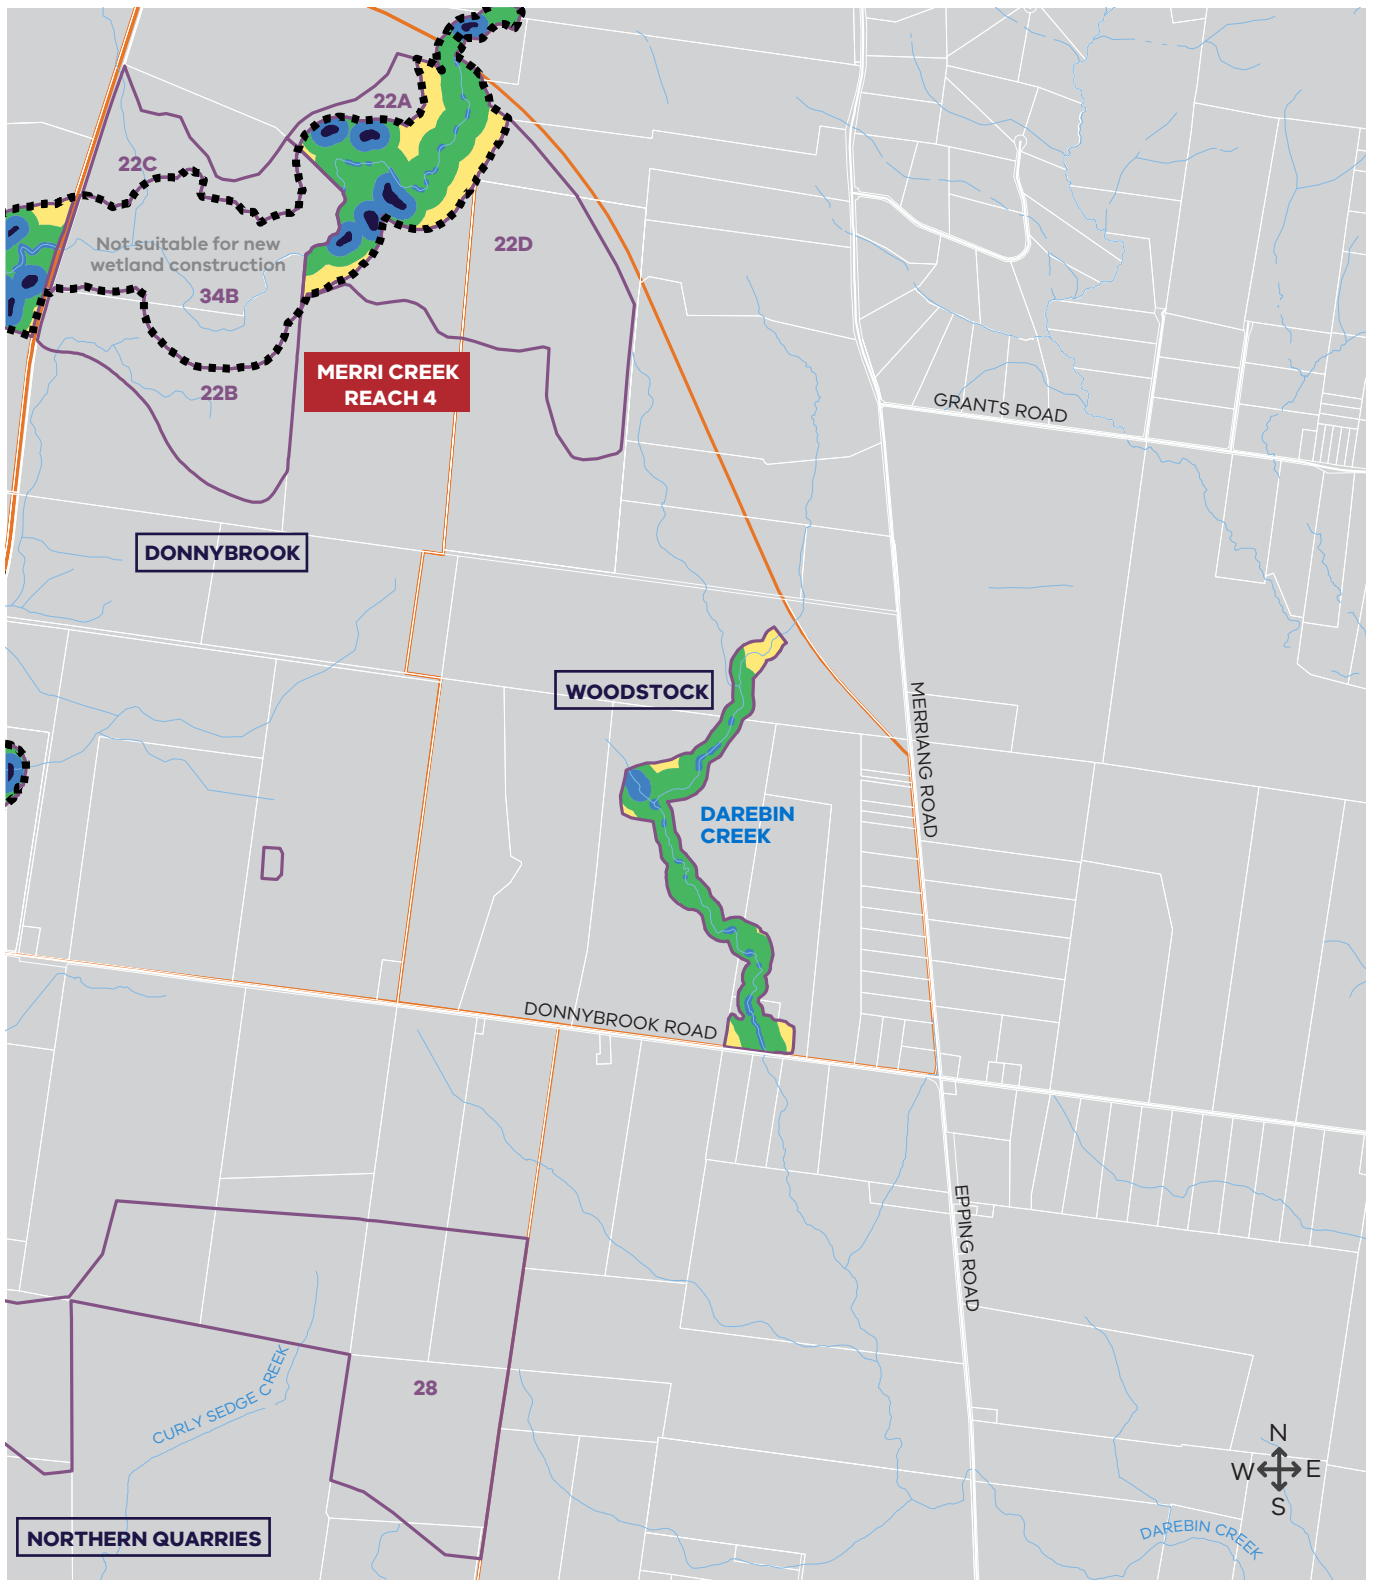 22A
22C
22D
Not suitable for new
wetland construction
34B
MERRI CREEK
REACH 4
22B
GRANTS ROAD
DONNYBROOK
WOODSTOCK
MERRIANG ROAD
DAREBIN
CREEK
DONNYBROOK ROAD
EPPING ROAD
CURLY SEDGE CREEK
28
N
W
E
S
NORTHERN QUARRIES
DAREBIN CREEK